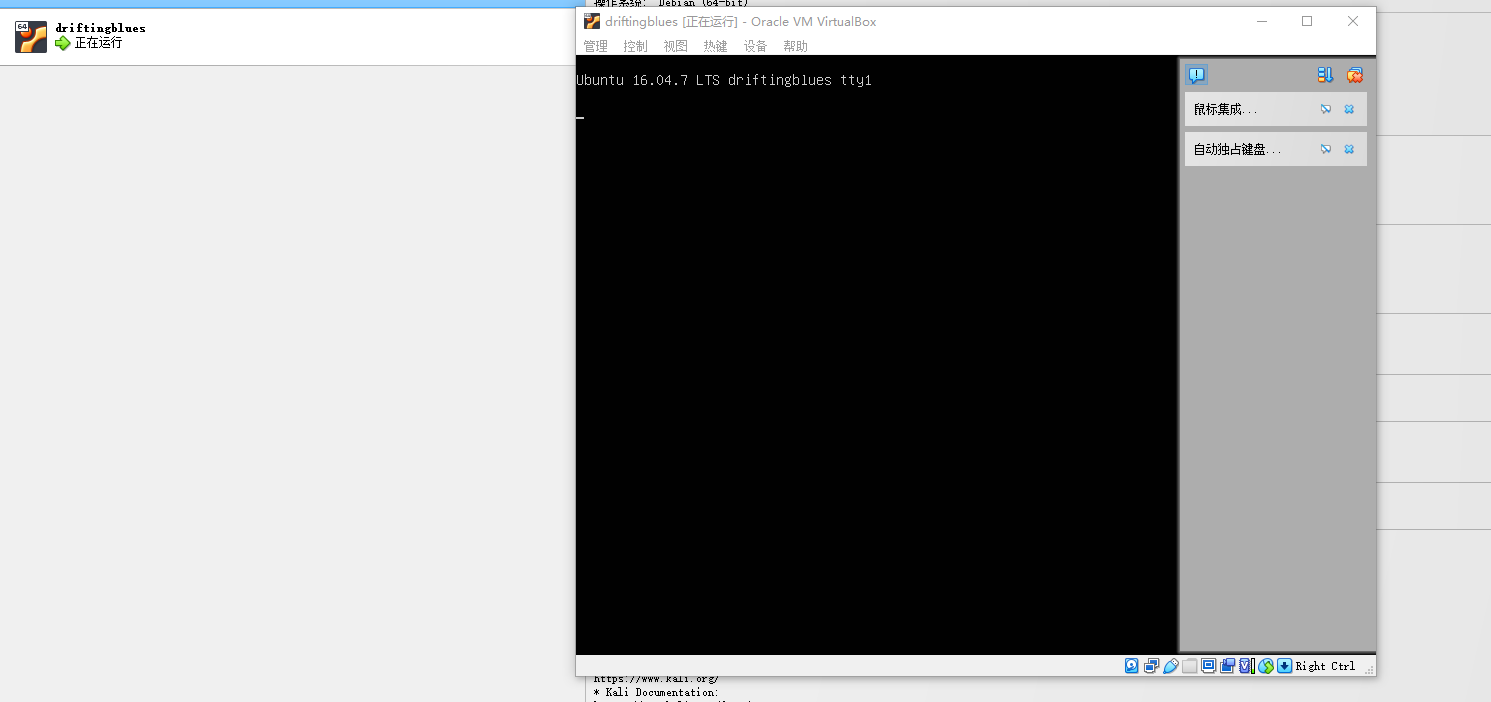 操作系统: Debian (64-bit)
64
driftingblues
正在运行
driftingblues [正在运行] - Oracle VM VirtualBox
管理 控制 视图 热键 设备 帮助
Ubuntu 16.04.7 LTS driftingblues tty1
鼠标集成...
自动独占键盘...
Right Ctrl
https://www.kali.org/
* Kali Documentation: